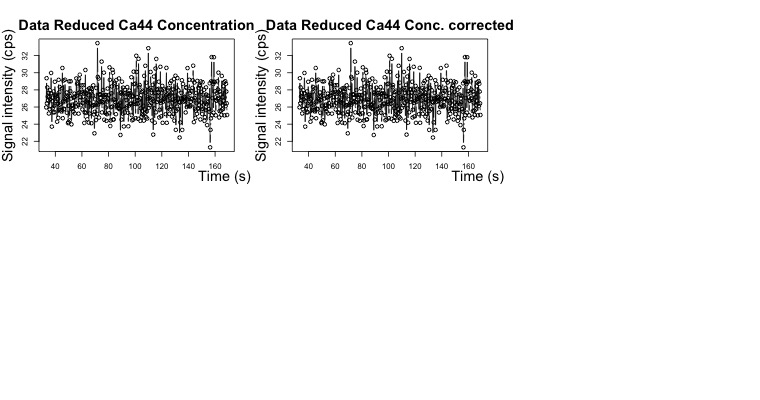 Data Reduced Ca44 Concentration
Signal intensity (cps)
32
30
28
26
24
22
40 60 80 100 120 140 160
Time (s)
Data Reduced Ca44 Conc. corrected
Signal intensity (cps)
32
30
28
26
24
22
40 60 80 100 120 140 160
Time (s)